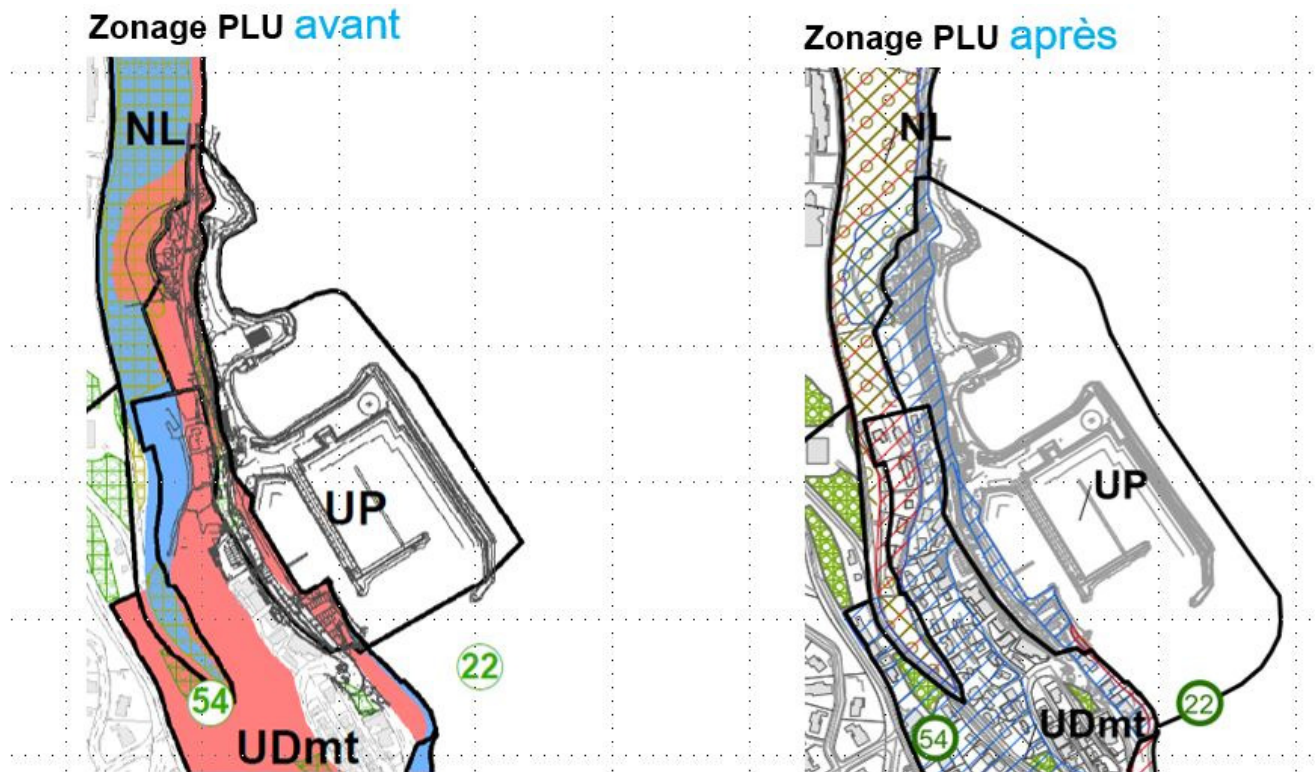 Zonage PLU avant
NL
UP
22
54
UDmt
Zonage PLU après
NL
UP
22
54
UDmt